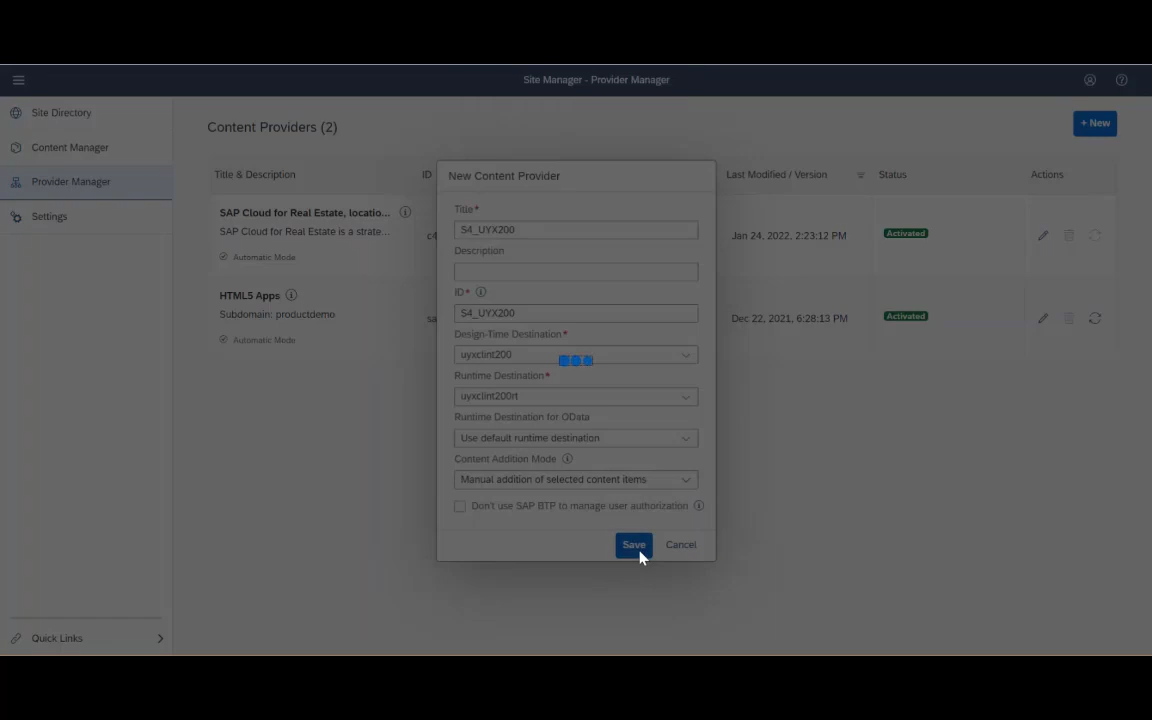 Site Manager - Provider Manager
Site Directory
Content Manager
Provider Manager
Settings
Quick Links
Content Providers (2)
+ New
Title & Description
ID
Last Modified / Version
Status
Actions
SAP Cloud for Real Estate, locatio...
SAP Cloud for Real Estate is a strate...
Automatic Mode
c4
Jan 24, 2022, 2:23:12 PM
Activated
HTML5 Apps
Subdomain: productdemo
Automatic Mode
sa
Dec 22, 2021, 6:28:13 PM
Activated
New Content Provider
Title*
S4_UYX200
Description
ID*
S4_UYX200
Design-Time Destination*
uyxclint200
Runtime Destination*
uyxclint200rt
Runtime Destination for OData
Use default runtime destination
Content Addition Mode
Manual addition of selected content items
Don't use SAP BTP to manage user authorization
Save
Cancel